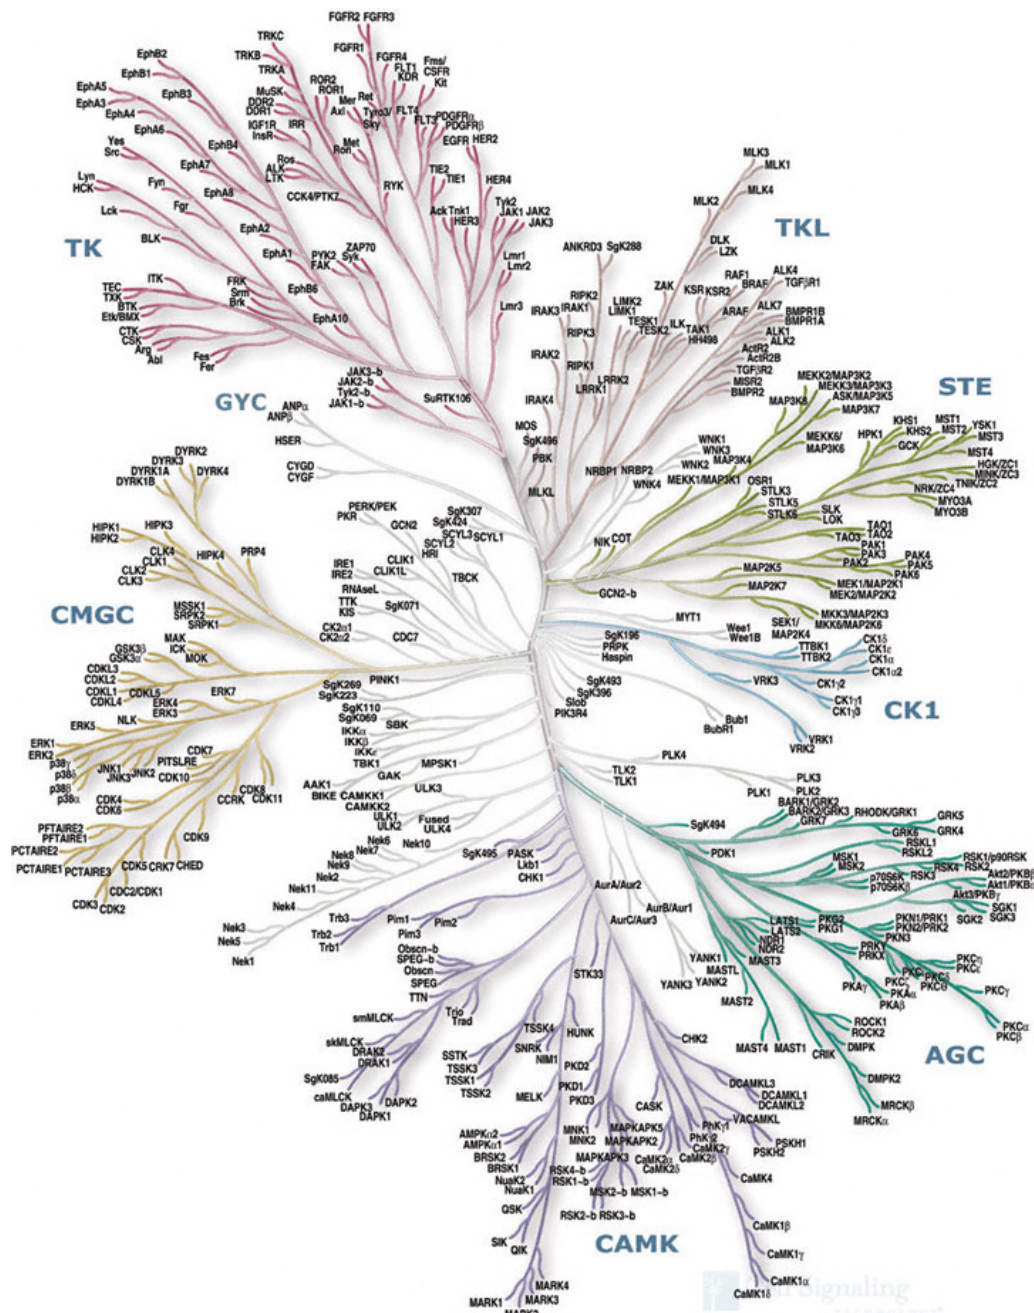 FGFR2 FGFR3
TRKC
FGFR1
EphB2
TRKB
FGFR4
Fms/
CSFR
EphB1
TRKA
ROR2
FLT1
KDR
Kit
EphA5
EphB3
MuSK
ROR1
Mer
Ret
EphA3
DDR2
DDR1
Axl
Tyro3/
Sky
FLT4
PDGFRα
EphA4
IGF1R
IRR
FLT3
PDGFRβ
EphA6
InsR
Met
EGFR
HER2
Yes
EphB4
Ron
Src
Ros
TIE2
EphA7
ALK
TIE1
Lyn
LTK
RYK
HER4
HCK
Fyn
EphA8
CCK4/PTK7
Tyk2
Lck
Fgr
Ack
Tnk1
JAK1
JAK2
HER3
JAK3
TK
BLK
EphA2
ZAP70
EphA1
PYK2
Syk
Lmr1
FAK
Lmr2
ITK
FRK
TEC
Srm
EphB6
TXK
Brk
Lmr3
BTK
Etk/BMX
EphA10
CTK
CSK
Arg
Abl
Fes
Fer
JAK3~b
JAK2~b
Tyk2~b
JAK1~b
SuRTK106
MLK3
MLK1
MLK4
MLK2
TKL
DLK
LZK
ANKRD3
SgK288
ZAK
RAF1
ALK4
KSR
KSR2
BRAF
TGFβR1
RIPK2
LIMK2
IRAK3
IRAK1
LIMK1
ARAF
ALK7
BMPR1B
TESK1
ILK
BMPR1A
RIPK3
TESK2
TAK1
ALK1
HH498
ALK2
IRAK2
ActR2
RIPK1
ActR2B
LRRK2
TGFβR2
LRRK1
MISR2
IRAK4
BMPR2
MOS
SgK496
PBK
NRBP1
NRBP2
MLKL
WNK1
WNK3
WNK2
WNK4
MEKK2/MAP3K2
MEKK3/MAP3K3
STE
MAP3K8
ASK/MAP3K5
MAP3K7
KHS1
MST1
YSK1
HPK1
KHS2
MST2
MST3
MEKK6/
MAP3K6
GCK
MST4
MAP3K4
HGK/ZC1
MEKK1/MAP3K1
MINK/ZC3
OSR1
TNIK/ZC2
STLK3
NRK/ZC4
STLK5
SLK
MYO3A
STLK6
LOK
MYO3B
TAO1
TAO2
NIK
COT
TAO3
PAK1
PAK3
PAK4
PAK2
PAK5
MAP2K5
PAK6
MAP2K7
MEK1/MAP2K1
MEK2/MAP2K2
GCN2~b
MKK3/MAP2K3
SEK1/
MAP2K4
MKK6/MAP2K6
GYC
ANPα
ANPβ
HSER
CYGD
CYGF
PERK/PEK
PKR
GCN2
SgK307
SgK424
SCYL3
SCYL1
SCYL2
HRI
CLIK1
IRE1
CLIK1L
IRE2
TBCK
RNAseL
TTK
SgK071
KIS
CK2α1
CK2α2
CDC7
DYRK2
DYRK3
DYRK1A
DYRK4
DYRK1B
HIPK1
HIPK3
HIPK2
CLK4
HIPK4
PRP4
CLK1
CLK2
CLK3
CMGC
MSSK1
SRPK2
SRPK1
MAK
GSK3β
ICK
GSK3α
MOK
CDKL3
CDKL2
CDKL1
CDKL5
ERK7
CDKL4
ERK4
ERK3
ERK5
NLK
ERK1
ERK2
p38γ
CDK7
p38δ
JNK1
JNK2
PITSLRE
p38β
JNK3
CDK10
p38α
CDK4
CCRK
CDK8
CDK6
CDK11
PFTAIRE2
PFTAIRE1
CDK9
PCTAIRE2
PCTAIRE1
PCTAIRE3
CDK5
CRK7
CHED
CDC2/CDK1
CDK3
CDK2
PINK1
SgK269
SgK223
SgK110
SgK069
SBK
IKKα
IKKβ
IKKε
TBK1
MPSK1
GAK
AAK1
BIKE
CAMKK1
ULK3
CAMKK2
ULK1
Fused
ULK2
ULK4
Nek6
Nek10
Nek7
Nek8
Nek9
Nek2
Nek11
Nek4
Nek3
Nek5
Nek1
MYT1
Wee1
Wee1B
SgK196
PRPK
Haspin
SgK493
SgK396
Slob
PIK3R4
Bub1
BubR1
TTBK1
CK1δ
TTBK2
CK1ε
CK1α
CK1α2
VRK3
CK1γ2
CK1γ1
CK1γ3
CK1
VRK1
VRK2
PLK4
TLK2
TLK1
PLK3
PLK1
PLK2
BARK1/GRK2
BARK2/GRK3
RHODK/GRK1
GRK5
SgK494
GRK7
GRK6
GRK4
PDK1
RSKL1
RSKL2
MSK1
RSK1/p90RSK
MSK2
RSK4
RSK2
p70S6K
RSK3
Akt2/PKBβ
p70S6Kβ
Akt1/PKBα
Akt3/PKBγ
SGK1
LATS1
PKG2
PKN1/PRK1
SGK2
SGK3
LATS2
PKG1
PKN2/PRK2
NDR1
PKN3
NDR2
PRKY
MAST3
PRKX
PKCη
PKCι
PKCδ
PKCε
PKCζ
PKCθ
PKAγ
PKAα
PKCγ
PKAβ
PKCα
PKCβ
YANK1
MASTL
YANK2
YANK3
MAST2
ROCK1
ROCK2
MAST4
MAST1
CRIK
DMPK
AGC
DMPK2
MRCKβ
MRCKα
AurA/Aur2
AurB/Aur1
AurC/Aur3
SgK495
PASK
Lkb1
CHK1
Trb3
Pim1
Pim2
Trb2
Pim3
Trb1
Obscn~b
SPEG~b
Obscn
SPEG
STK33
TTN
Trio
Trad
smMLCK
TSSK4
HUNK
CHK2
skMLCK
SNRK
DRAK2
SSTK
NIM1
DRAK1
TSSK3
PKD2
SgK085
TSSK1
DCAMKL3
caMLCK
DAPK2
TSSK2
PKD1
DCAMKL1
DAPK3
MELK
PKD3
CASK
DCAMKL2
DAPK1
VACAMKL
MNK1
MAPKAPK5
PhKγ1
AMPKα2
MNK2
MAPKAPK2
PhKγ2
PSKH1
AMPKα1
CaMK2γ
PSKH2
BRSK2
MAPKAPK3
CaMK2α
CaMK2β
BRSK1
RSK4~b
CaMK2δ
CaMK4
NuaK2
RSK1~b
NuaK1
MSK2~b
MSK1~b
QSK
RSK2~b
RSK3~b
CaMK1β
SIK
QIK
CAMK
CaMK1γ
MARK4
CaMK1α
MARK1
MARK3
CaMK1δ
Cell Signaling